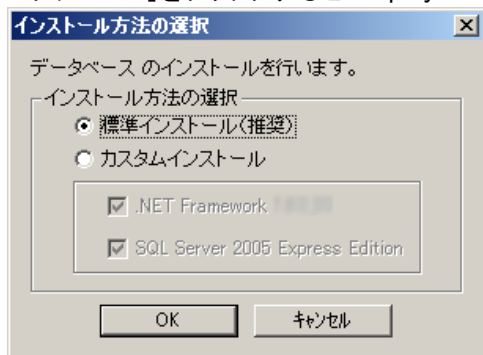 インストール方法の選択
データベース のインストールを行います。
インストール方法の選択
標準インストール(推奨)
カスタムインストール
.NET Framework
SQL Server 2005 Express Edition
OK
キャンセル